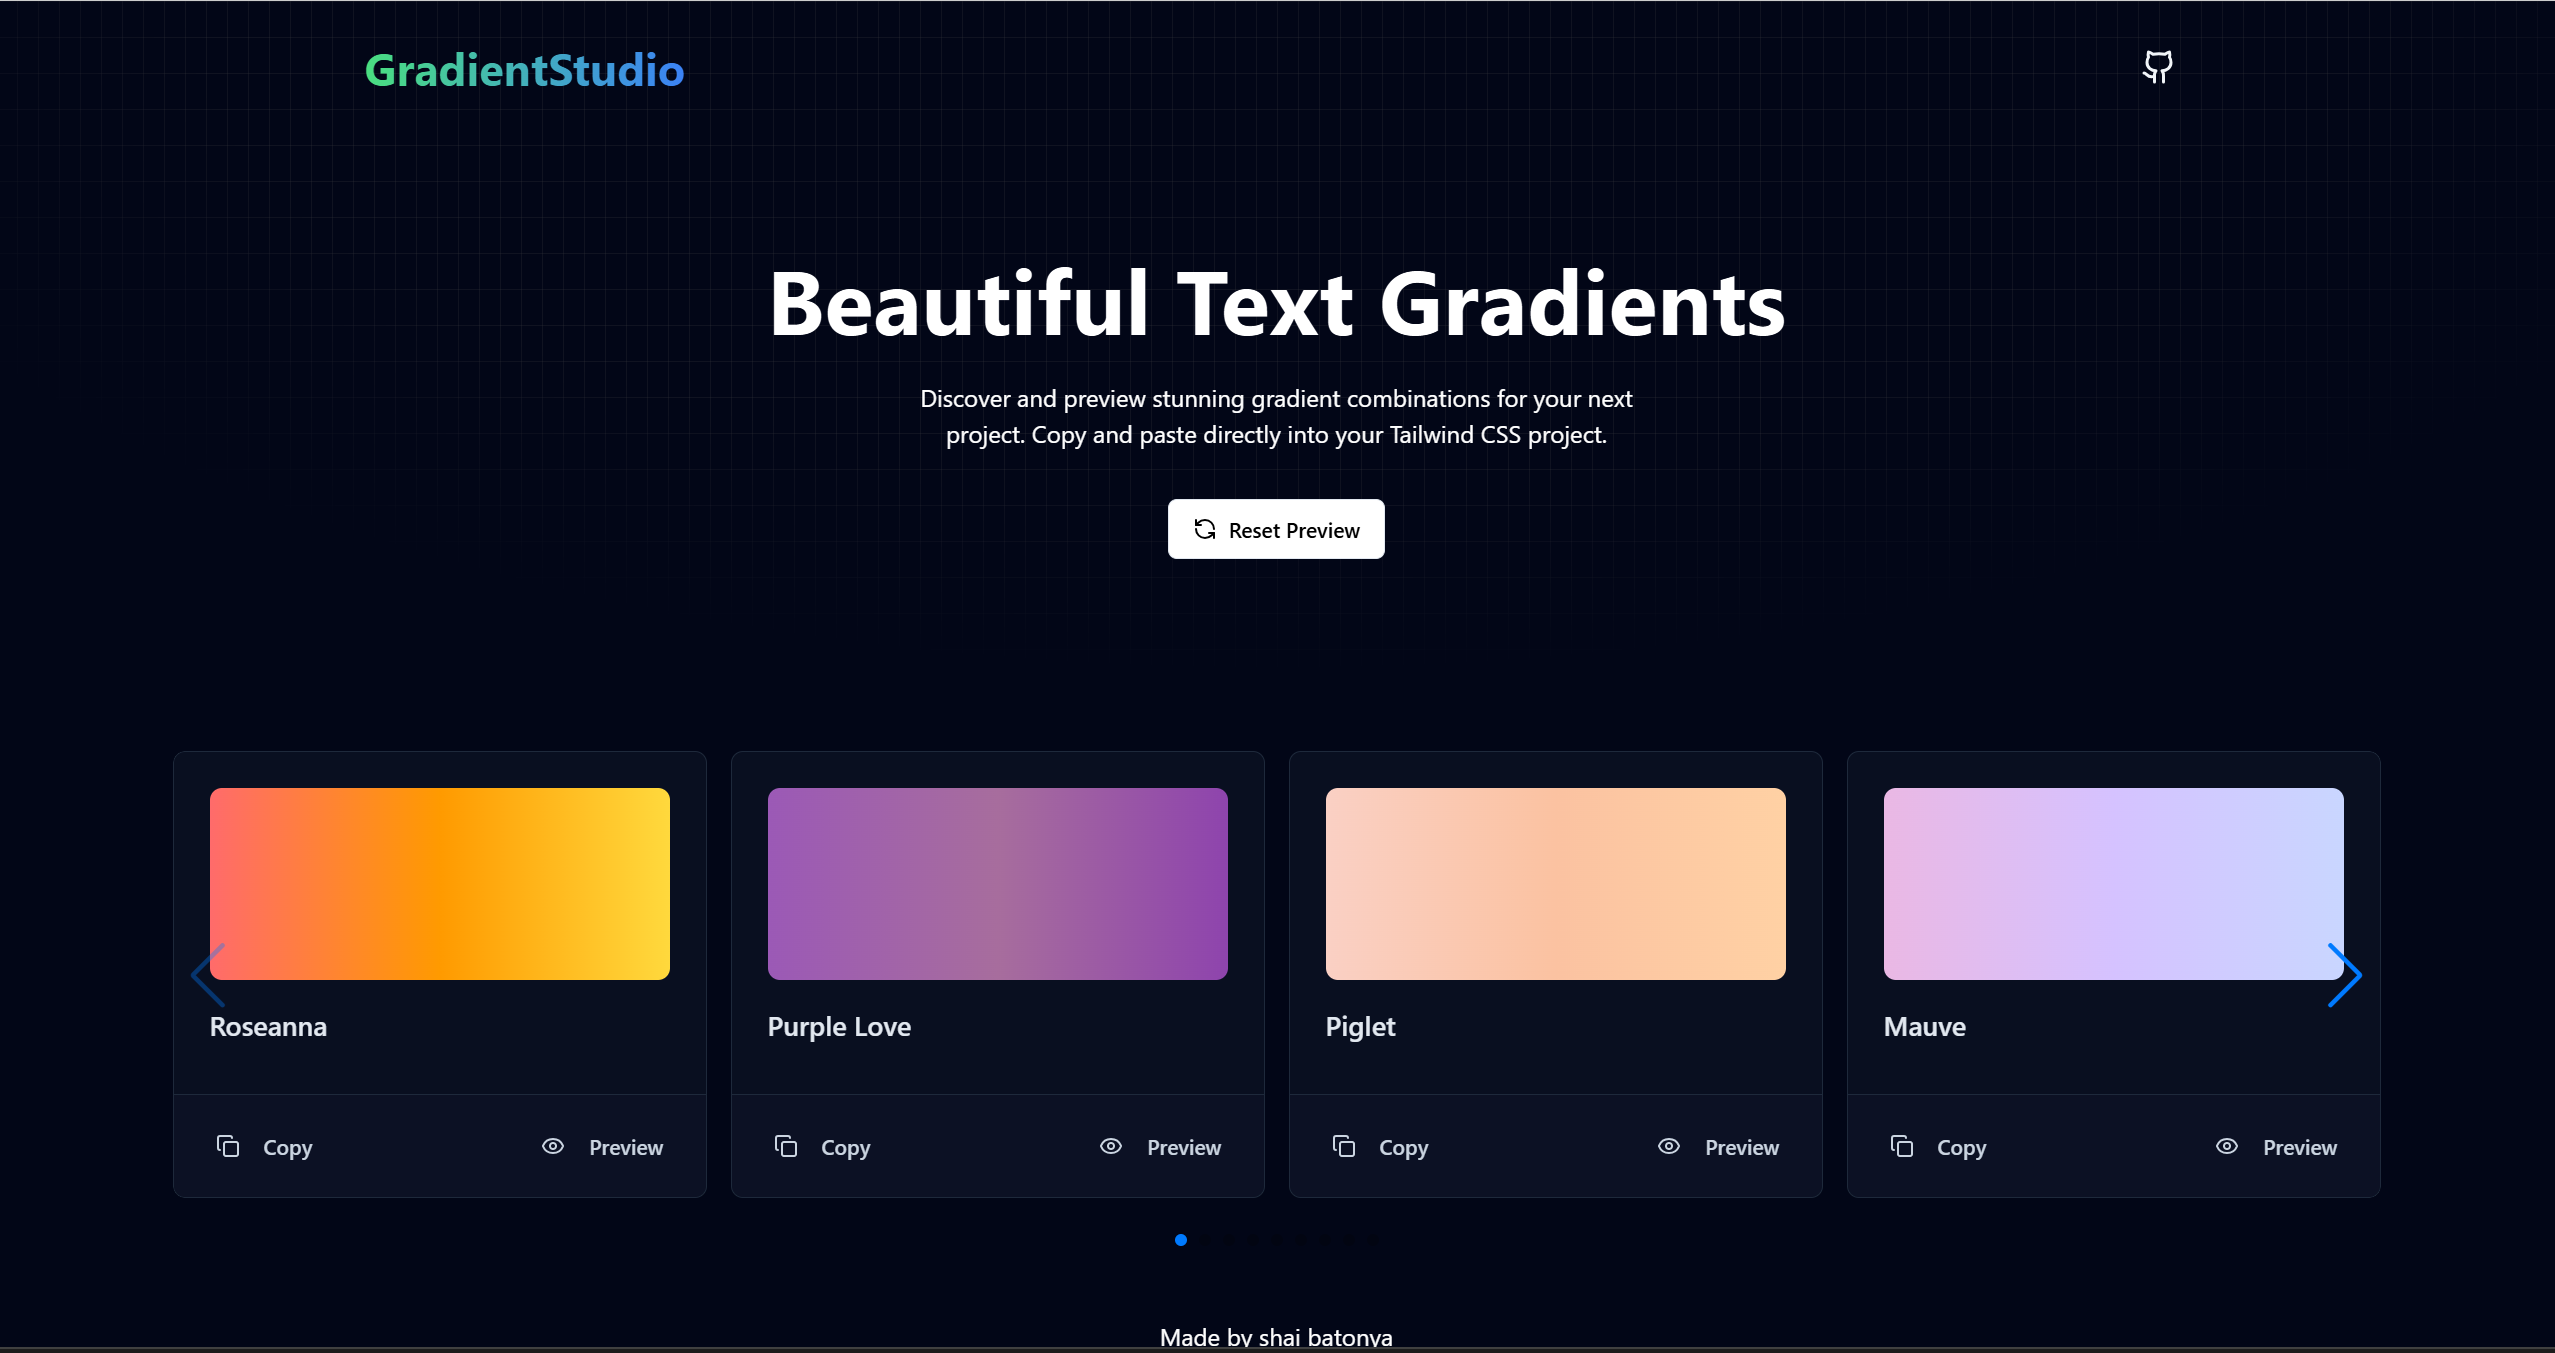 GradientStudio
Beautiful Text Gradients
Discover and preview stunning gradient combinations for your next
project. Copy and paste directly into your Tailwind CSS project.
Reset Preview
Roseanna
Purple Love
Piglet
Mauve
Copy
Preview
Copy
Preview
Copy
Preview
Copy
Preview
Made by shai batonya